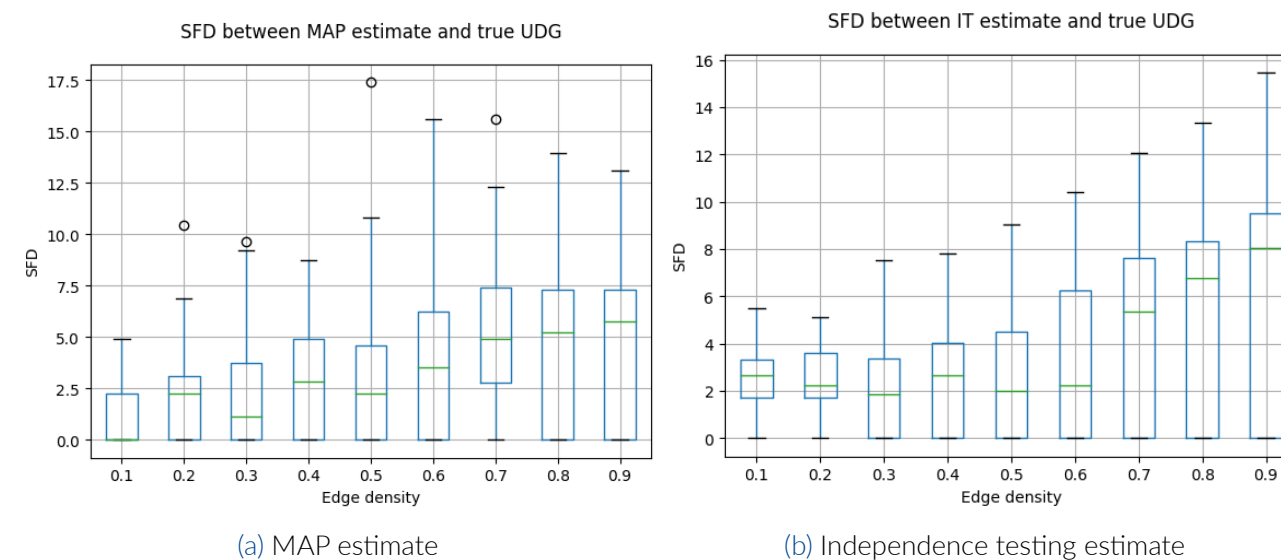 SFD between MAP estimate and true UDG
17.5
15.0
12.5
10.0
7.5
5.0
2.5
0.0
SFD
0.1 0.2 0.3 0.4 0.5 0.6 0.7 0.8 0.9
Edge density
(a) MAP estimate
SFD between IT estimate and true UDG
16
14
12
10
8
6
4
2
0
SFD
0.1 0.2 0.3 0.4 0.5 0.6 0.7 0.8 0.9
Edge density
(b) Independence testing estimate